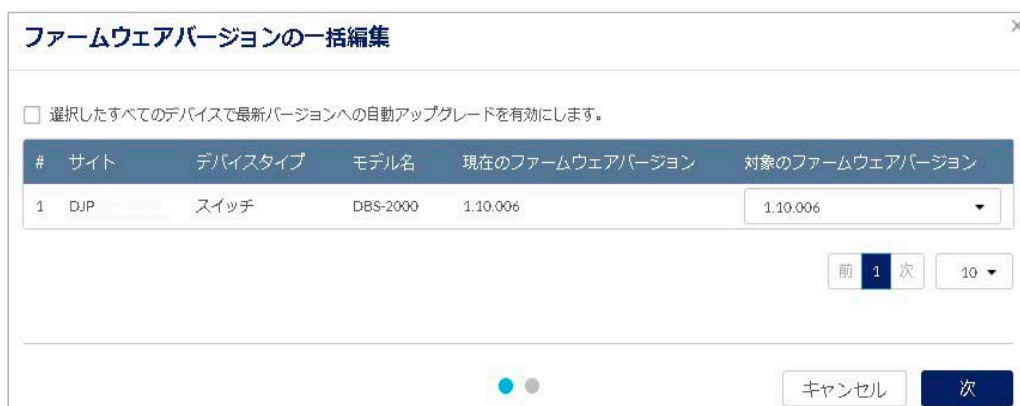 ファームウェアバージョンの一括編集
選択したすべてのデバイスで最新バージョンへの自動アップグレードを有効にします。
# サイト デバイスタイプ モデル名 現在のファームウェアバージョン 対象のファームウェアバージョン
1 DJP スイッチ DBS-2000 1.10.006 1.10.006
前 1 次 10
キャンセル 次